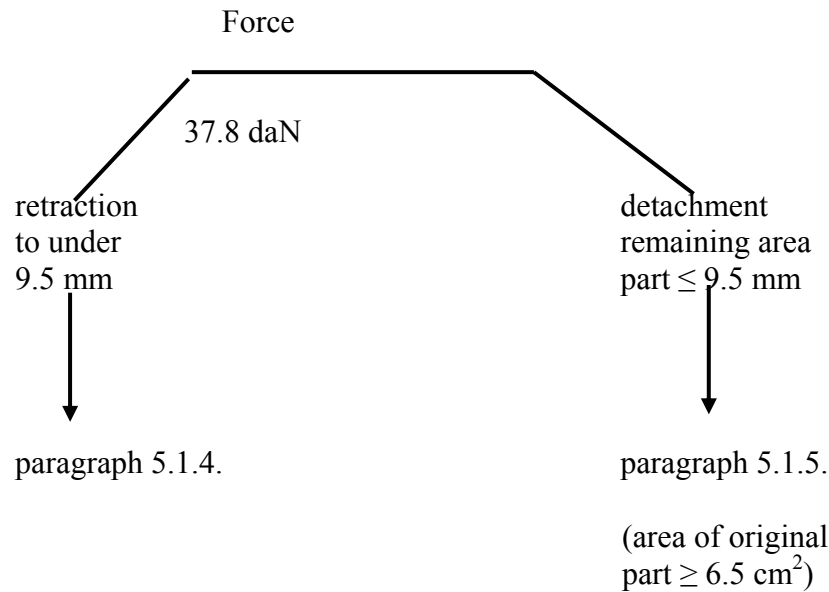 Force
37.8 daN
retraction
to under
9.5 mm
detachment
remaining area
part ≤ 9.5 mm
paragraph 5.1.4.
paragraph 5.1.5.
(area of original
part ≥ 6.5 cm²)